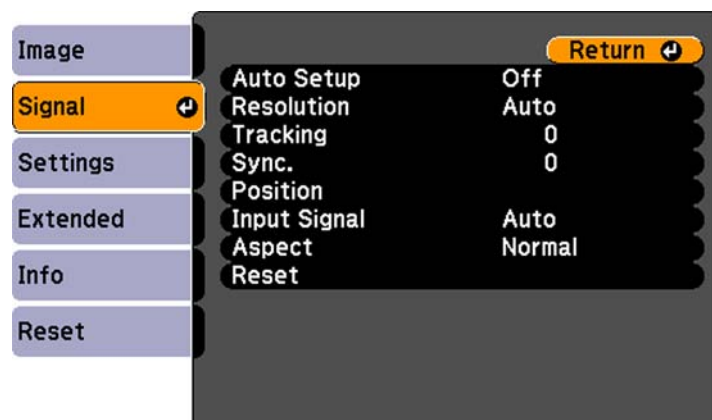 Image
Signal
Settings
Extended
Info
Reset
Return
Auto Setup Off
Resolution Auto
Tracking 0
Sync. 0
Position
Input Signal Auto
Aspect Normal
Reset